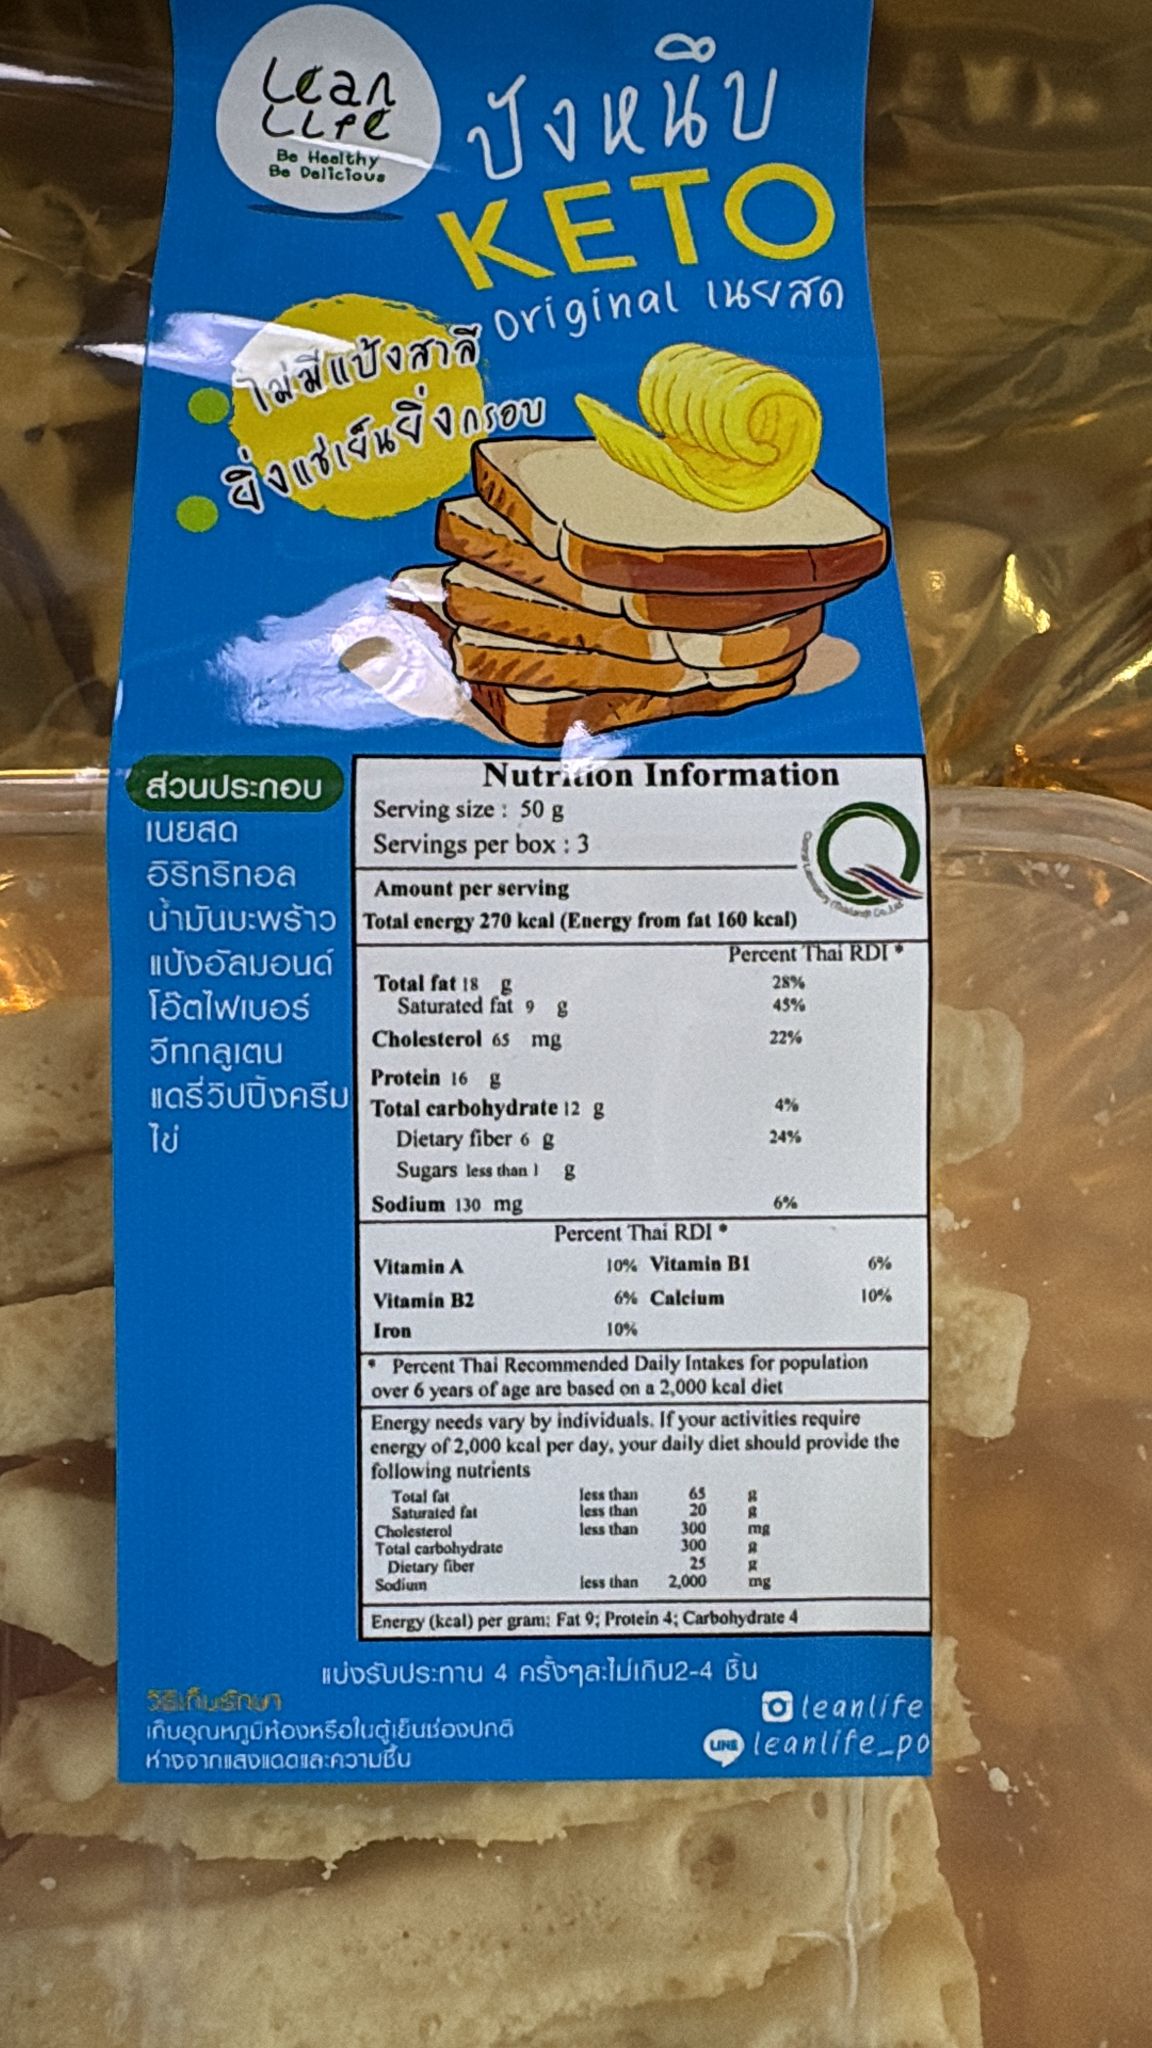 Lean
Life
Be Healthy
Be Delicious
ปังหนึบ
KETO
original เนยสด
ไม่มีแป้งสาลี
ยิ่งแช่เย็นยิ่งกรอบ
ส่วนประกอบ
เนยสด
อิริทริทอล
น้ำมันมะพร้าว
แป้งอัลมอนด์
โอ๊ตไฟเบอร์
วีทกลูเตน
แดรี่วิปปิ้งครีม
ไข่
Nutrition Information
Serving size : 50 g
Servings per box : 3
Q
Central Laboratory (Thailand) Co.,Ltd
Amount per serving
Total energy 270 kcal (Energy from fat 160 kcal)
Percent Thai RDI *
Total fat 18 g 28%
Saturated fat 9 g 45%
Cholesterol 65 mg 22%
Protein 16 g
Total carbohydrate 12 g 4%
Dietary fiber 6 g 24%
Sugars less than 1 g
Sodium 130 mg 6%
Percent Thai RDI *
Vitamin A 10% Vitamin B1 6%
Vitamin B2 6% Calcium 10%
Iron 10%
* Percent Thai Recommended Daily Intakes for population
over 6 years of age are based on a 2,000 kcal diet
Energy needs vary by individuals. If your activities require
energy of 2,000 kcal per day, your daily diet should provide the
following nutrients
Total fat less than 65 g
Saturated fat less than 20 g
Cholesterol less than 300 mg
Total carbohydrate 300 g
Dietary fiber 25 g
Sodium less than 2,000 mg
Energy (kcal) per gram: Fat 9; Protein 4; Carbohydrate 4
แบ่งรับประทาน 4 ครั้งๆละไม่เกิน2-4 ชิ้น
วิธีเก็บรักษา
เก็บอุณหภูมิห้องหรือในตู้เย็นช่องปกติ
ห่างจากแสงแดดและความชื้น
leanlife
LINE leanlife_po